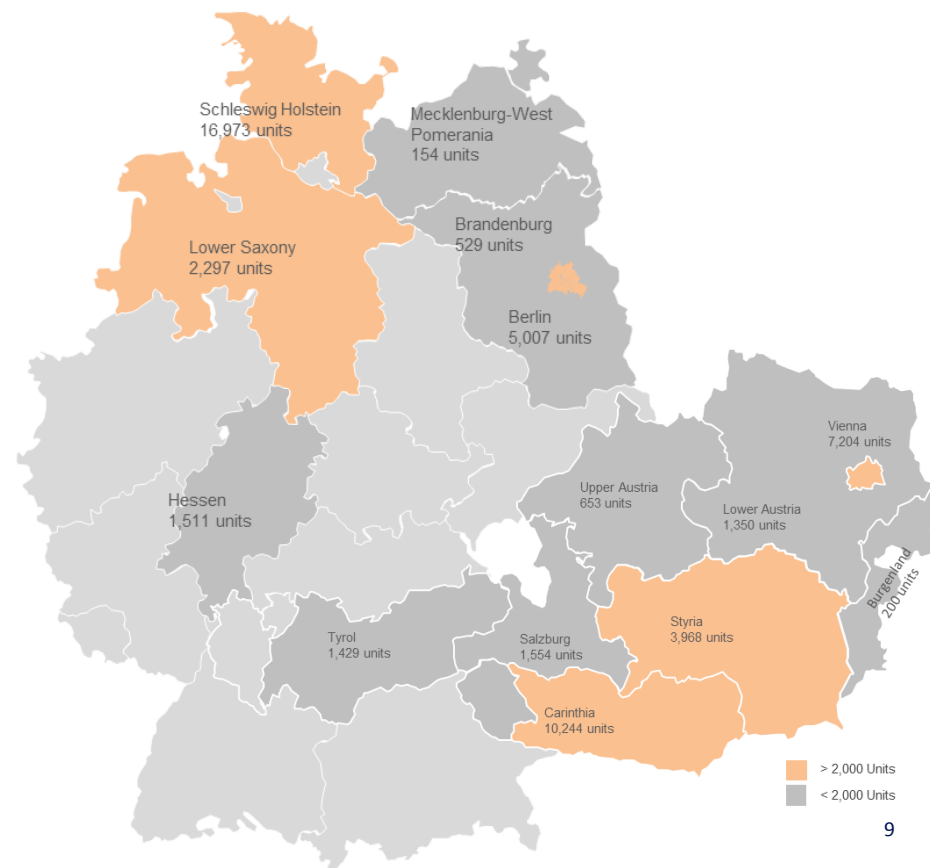 Schleswig Holstein
16,973 units
Mecklenburg-West
Pomerania
154 units
Lower Saxony
2,297 units
Brandenburg
529 units
Berlin
5,007 units
Hessen
1,511 units
Vienna
7,204 units
Upper Austria
653 units
Lower Austria
1,350 units
Burgenland
200 units
Styria
3,968 units
Tyrol
1,429 units
Salzburg
1,554 units
Carinthia
10,244 units
> 2,000 Units
< 2,000 Units
9